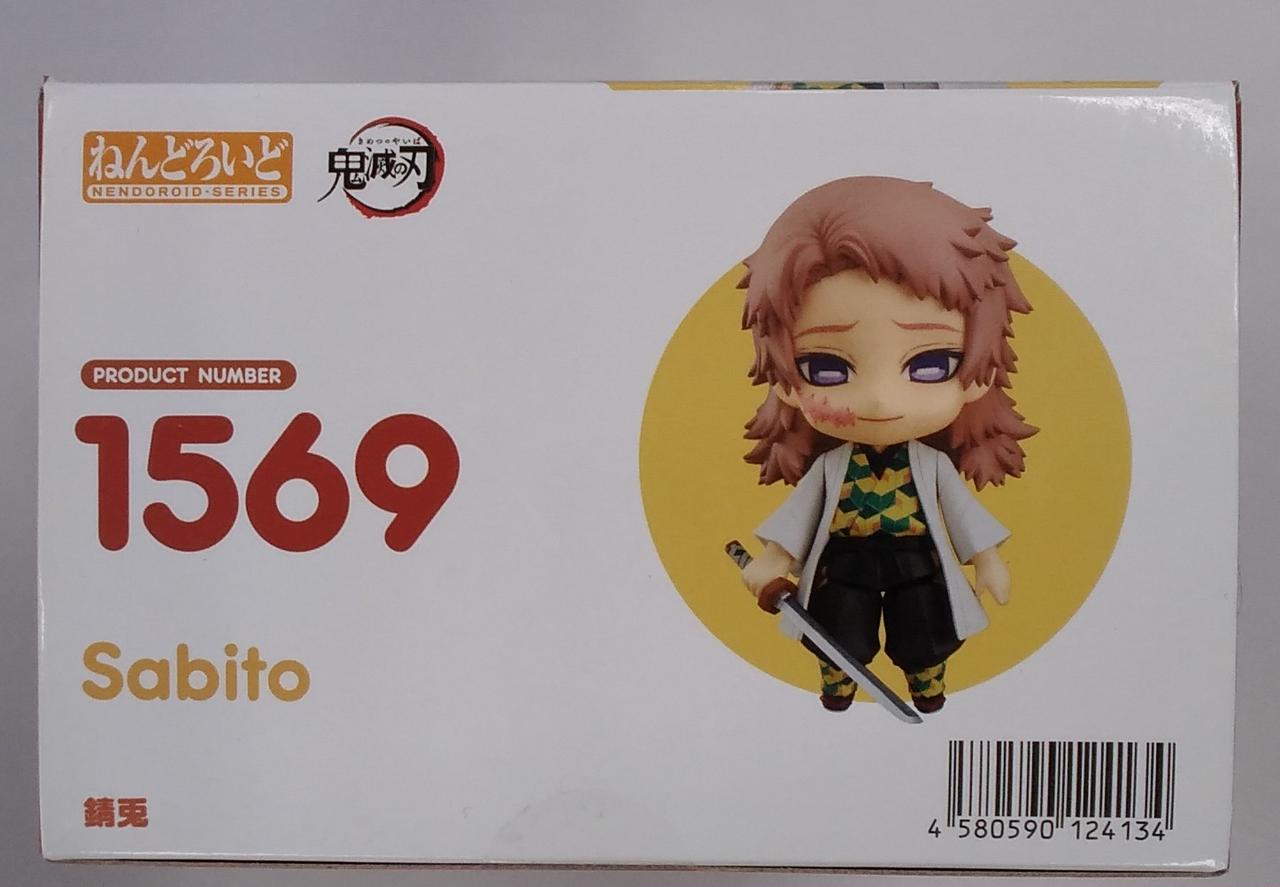 ねんどろいど
NENDOROID・SERIES
きめつのやいば
鬼滅の刃
PRODUCT NUMBER
1569
Sabito
錆兎
4 580590 124134